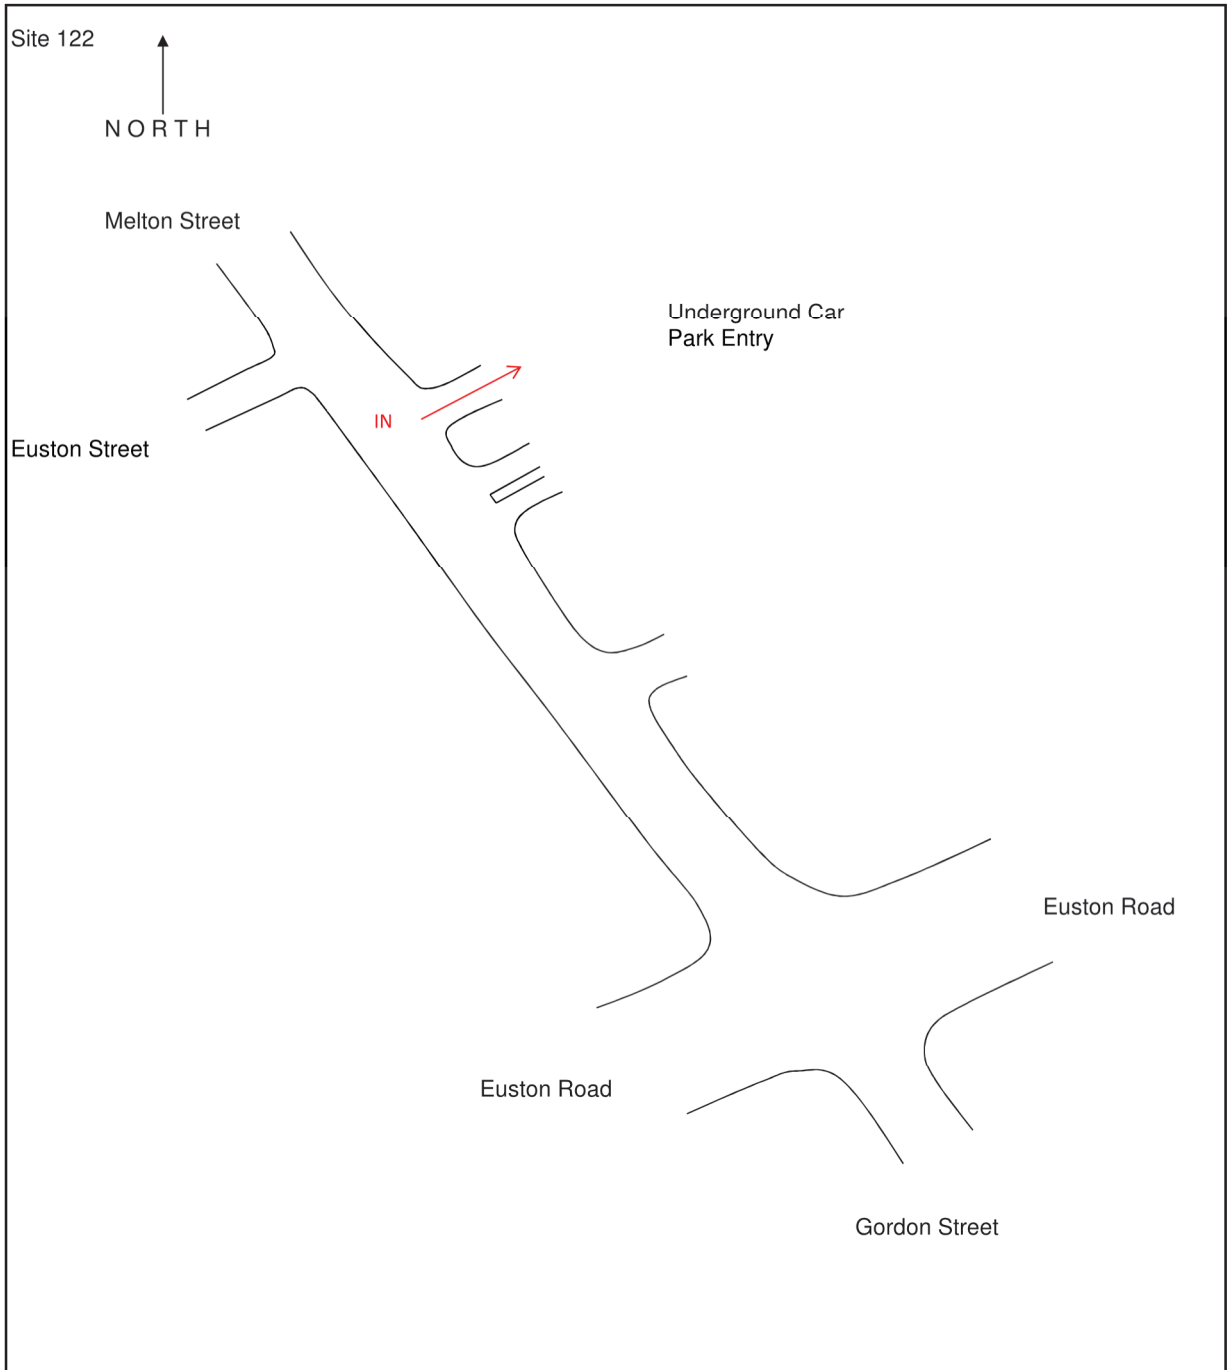 Site 122
NORTH
Melton Street
Underground Car
Park Entry
IN
Euston Street
Euston Road
Euston Road
Gordon Street